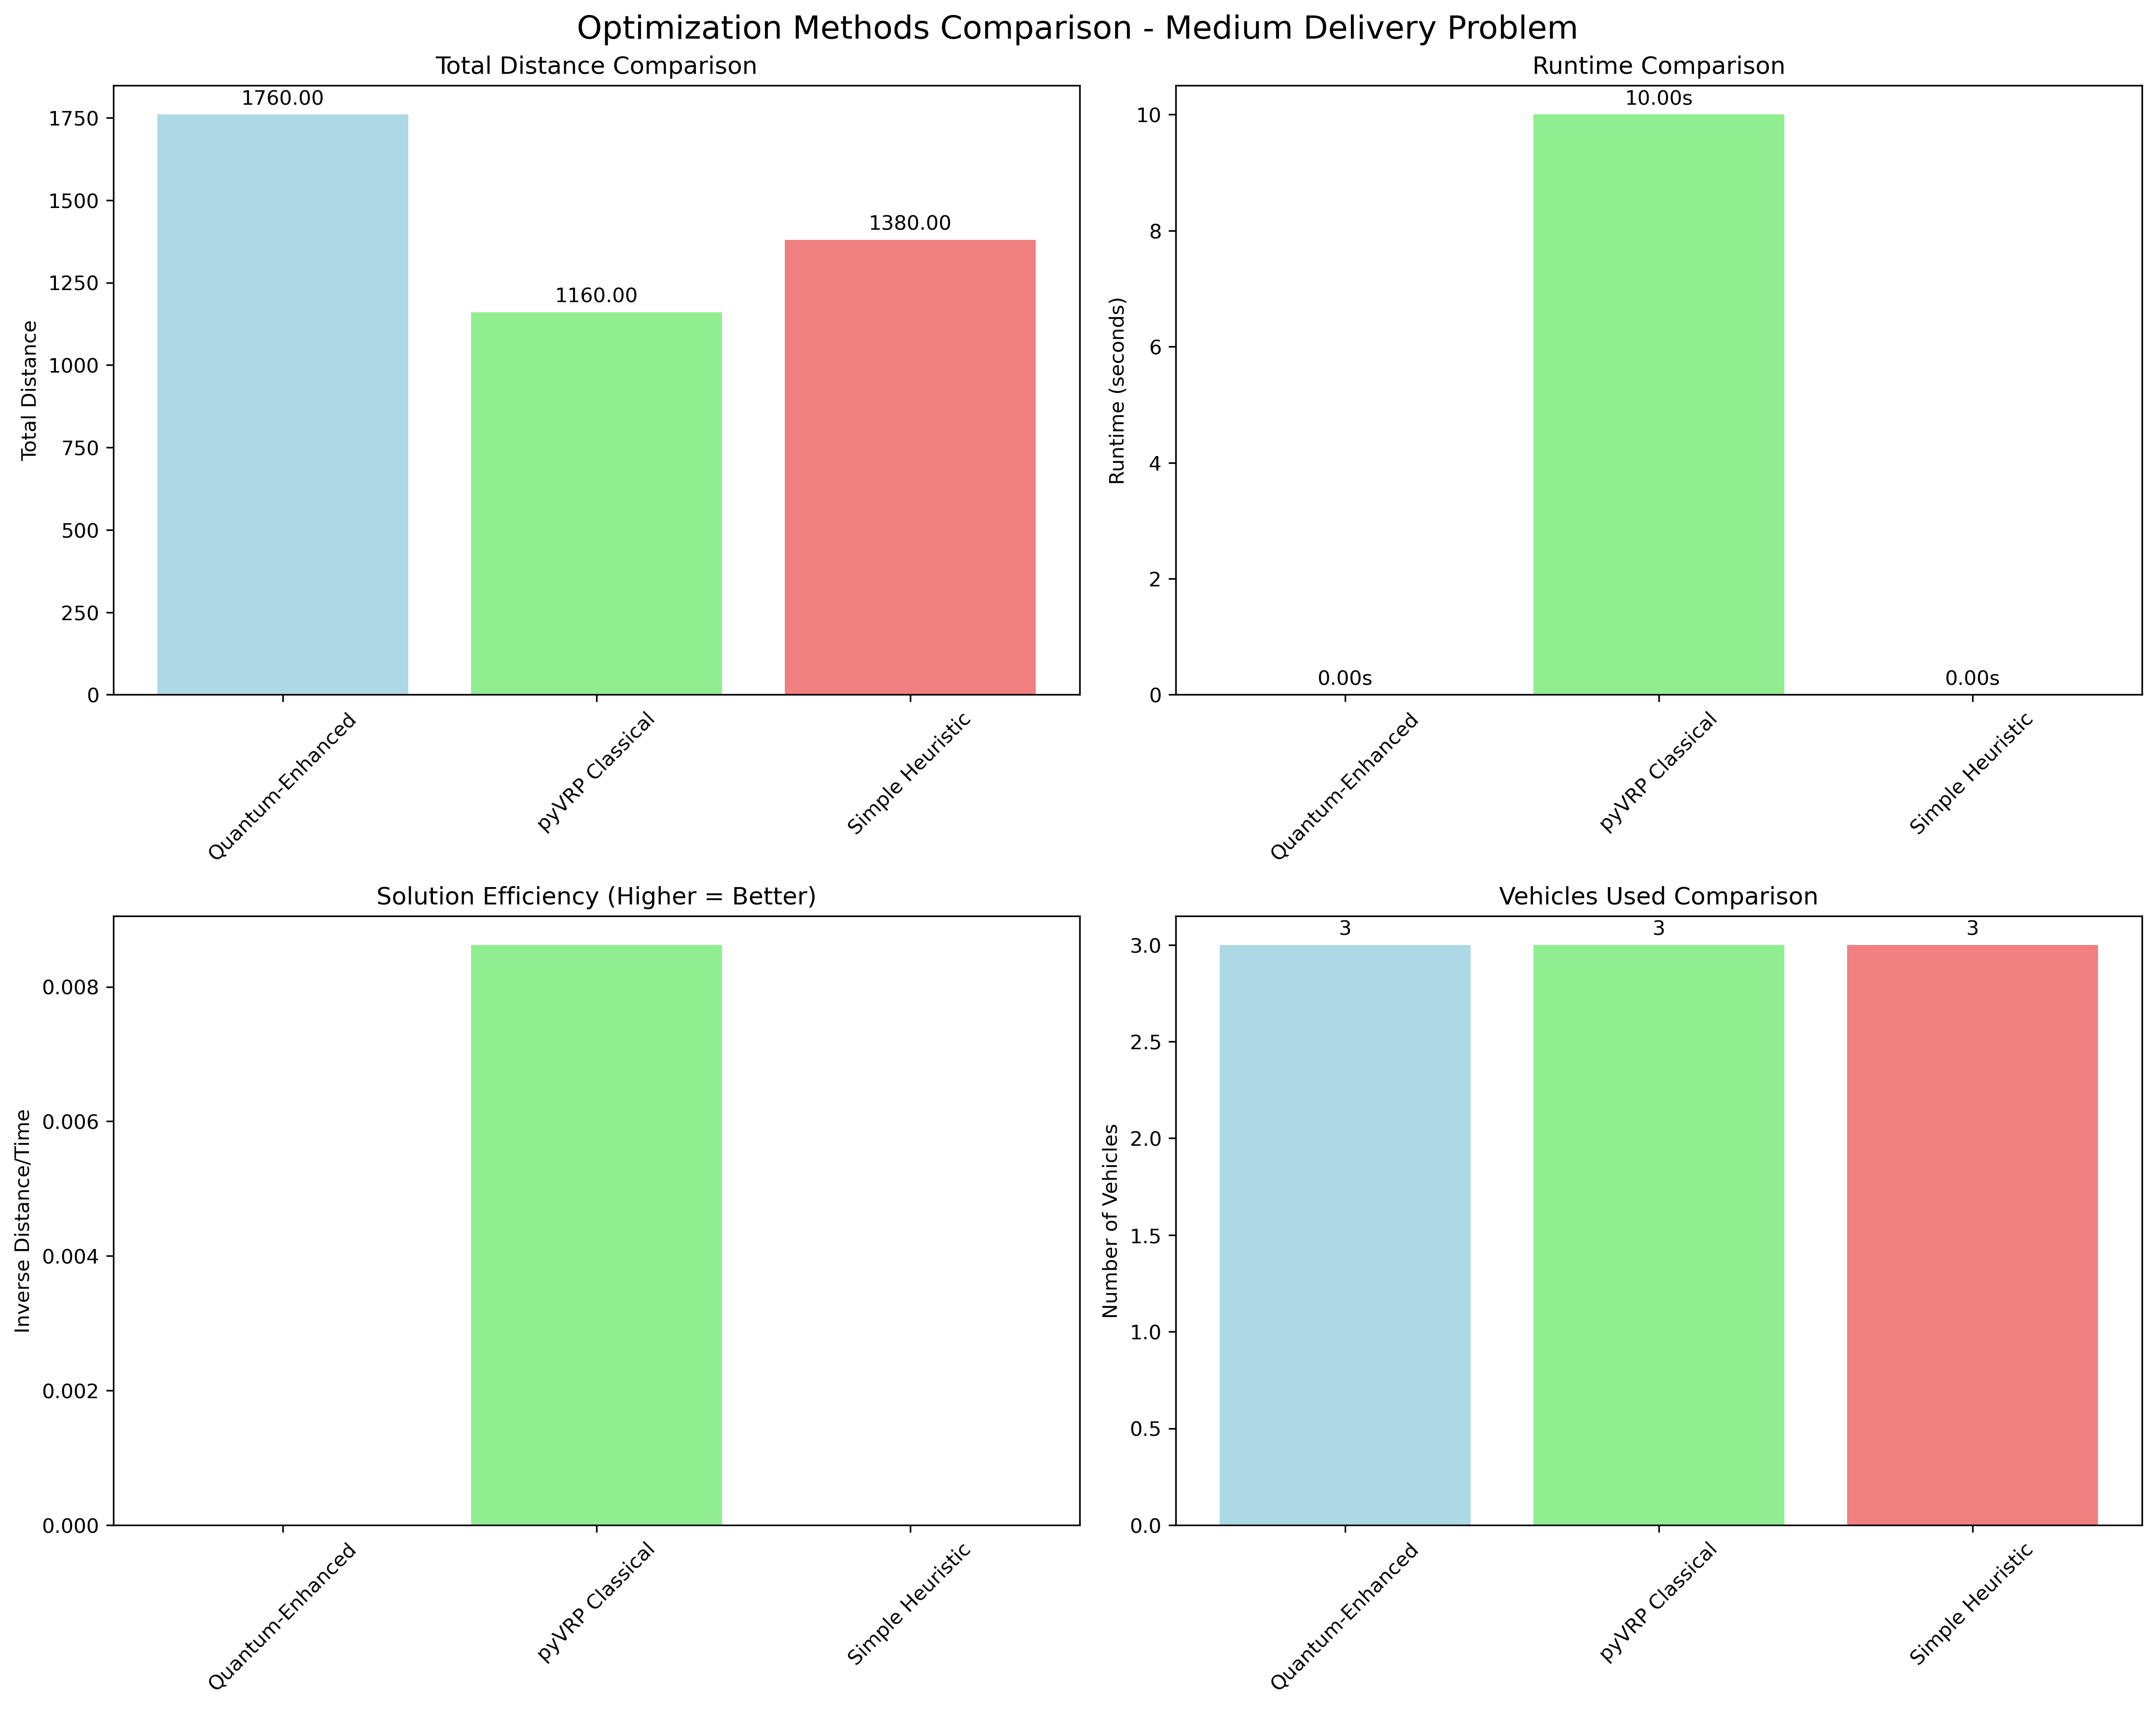 Optimization Methods Comparison - Medium Delivery Problem
Total Distance Comparison
1760.00
1160.00
1380.00
Total Distance
1750
1500
1250
1000
750
500
250
0
Quantum-Enhanced
pyVRP Classical
Simple Heuristic
Runtime Comparison
0.00s
10.00s
0.00s
Runtime (seconds)
10
8
6
4
2
0
Quantum-Enhanced
pyVRP Classical
Simple Heuristic
Solution Efficiency (Higher = Better)
Inverse Distance/Time
0.008
0.006
0.004
0.002
0.000
Quantum-Enhanced
pyVRP Classical
Simple Heuristic
Vehicles Used Comparison
3
3
3
Number of Vehicles
3.0
2.5
2.0
1.5
1.0
0.5
0.0
Quantum-Enhanced
pyVRP Classical
Simple Heuristic